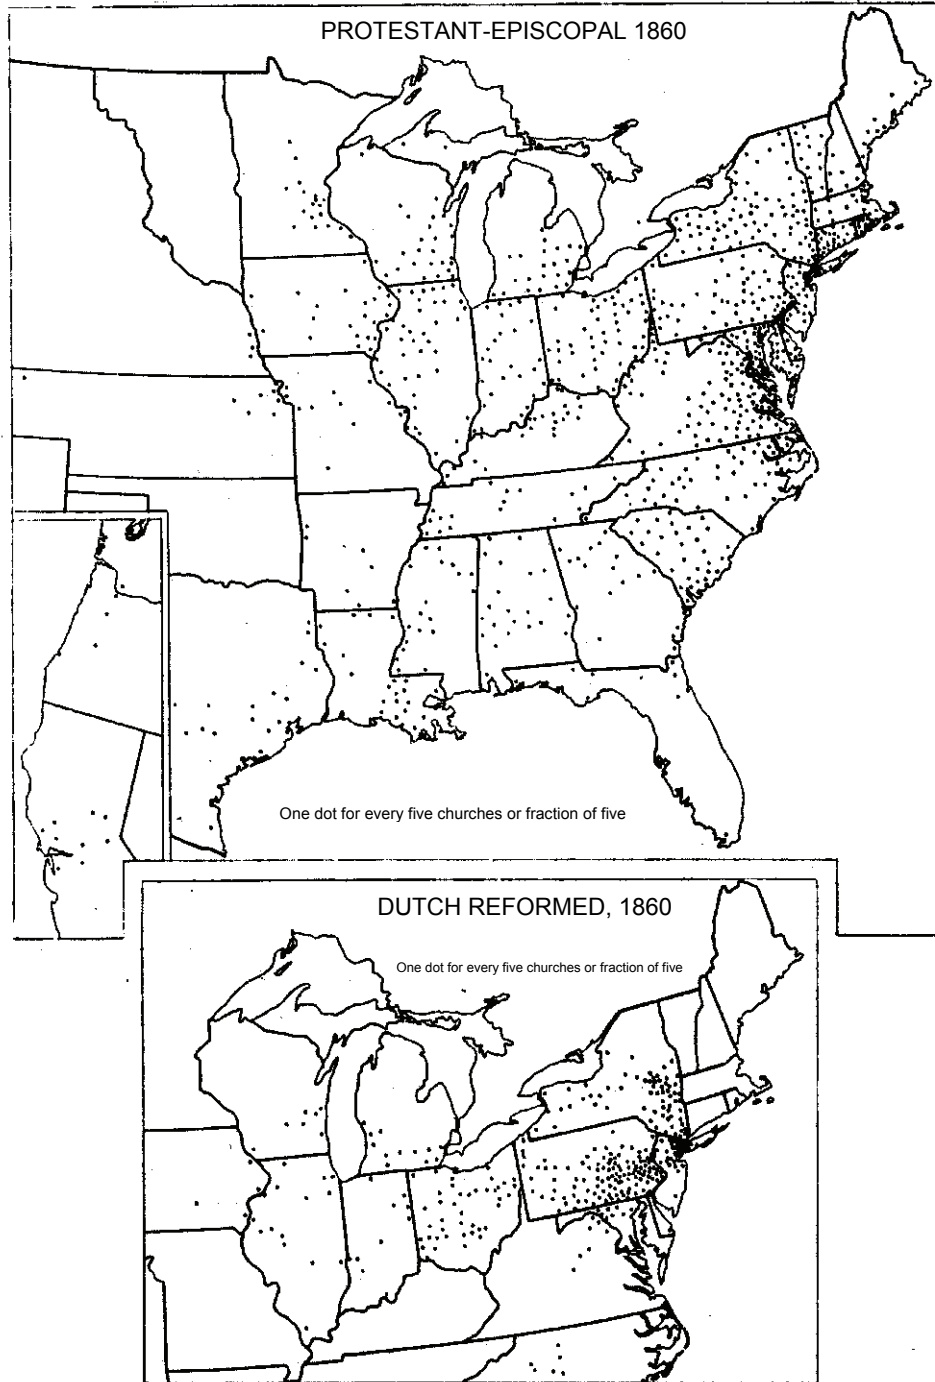 PROTESTANT-EPISCOPAL 1860
One dot for every five churches or fraction of five
DUTCH REFORMED, 1860
One dot for every five churches or fraction of five